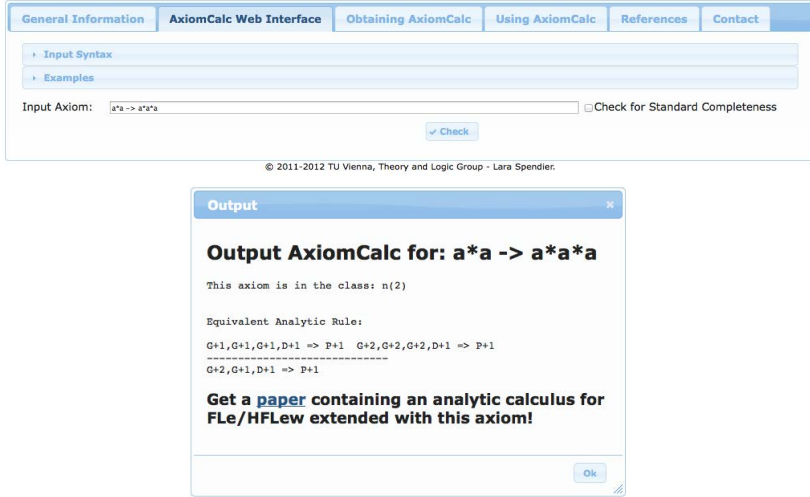 General Information AxiomCalc Web Interface Obtaining AxiomCalc Using AxiomCalc References Contact
Input Syntax
Examples
Input Axiom: a*a -> a*a*a Check for Standard Completeness
Check
© 2011-2012 TU Vienna, Theory and Logic Group - Lara Spendier.
Output
Output AxiomCalc for: a*a -> a*a*a
This axiom is in the class: n(2)
Equivalent Analytic Rule:
G+1,G+1,G+1,D+1 => P+1 G+2,G+2,G+2,D+1 => P+1
------------------------------
G+2,G+1,D+1 => P+1
Get a paper containing an analytic calculus for
FLe/HFLew extended with this axiom!
Ok